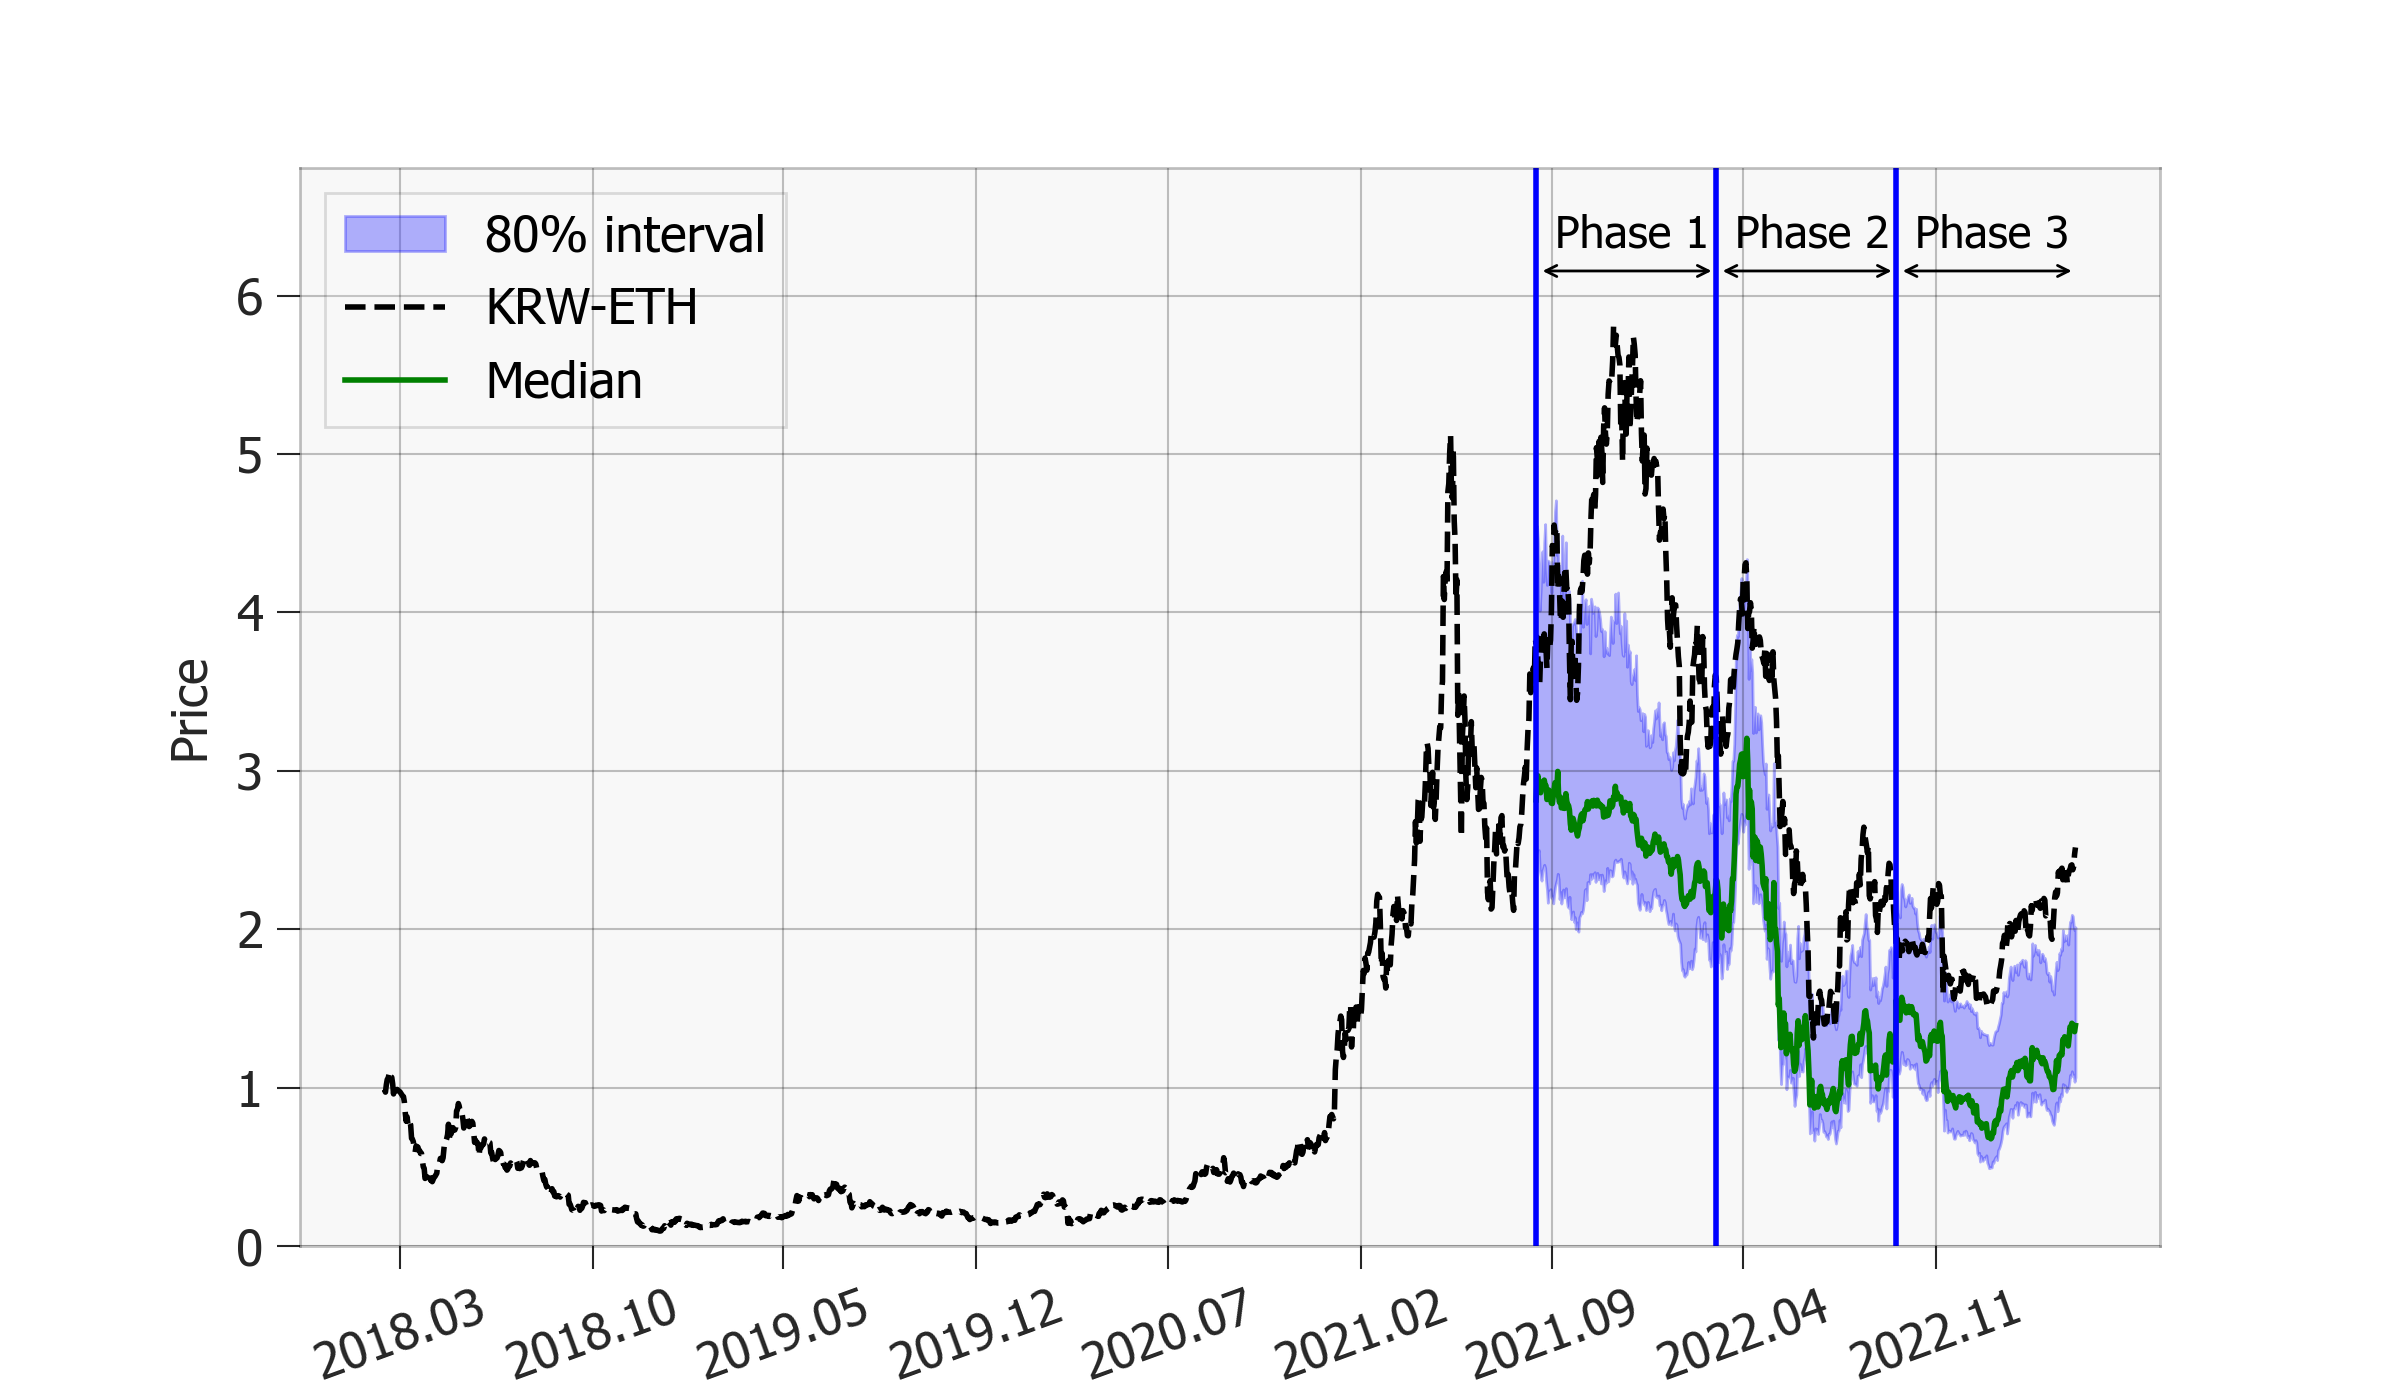 80% interval
KRW-ETH
Median
Phase 1
Phase 2
Phase 3
Price
6
5
4
3
2
1
0
2018.03
2018.10
2019.05
2019.12
2020.07
2021.02
2021.09
2022.04
2022.11